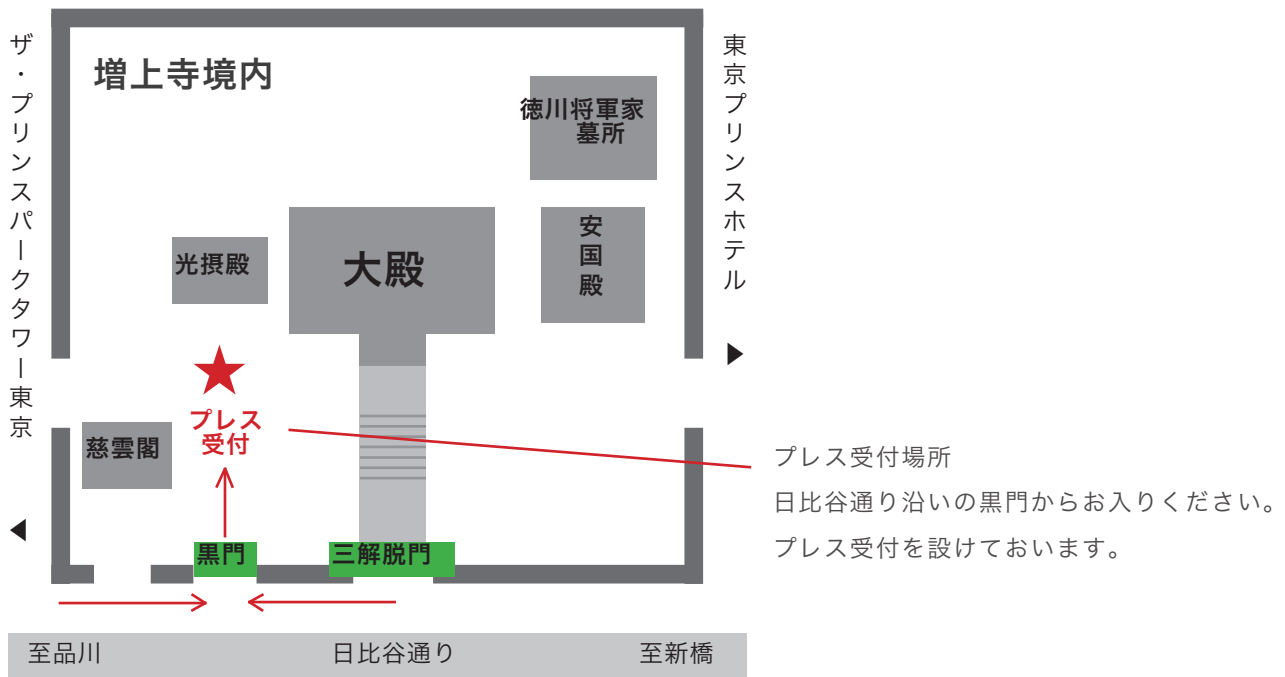 ザ・プリンスパークタワー東京
増上寺境内
徳川将軍家
墓所
東京プリンスホテル
安国殿
大殿
光摂殿
プレス
受付
慈雲閣
プレス受付場所
日比谷通り沿いの黒門からお入りください。
プレス受付を設けておいます。
黒門
三解脱門
至品川
日比谷通り
至新橋